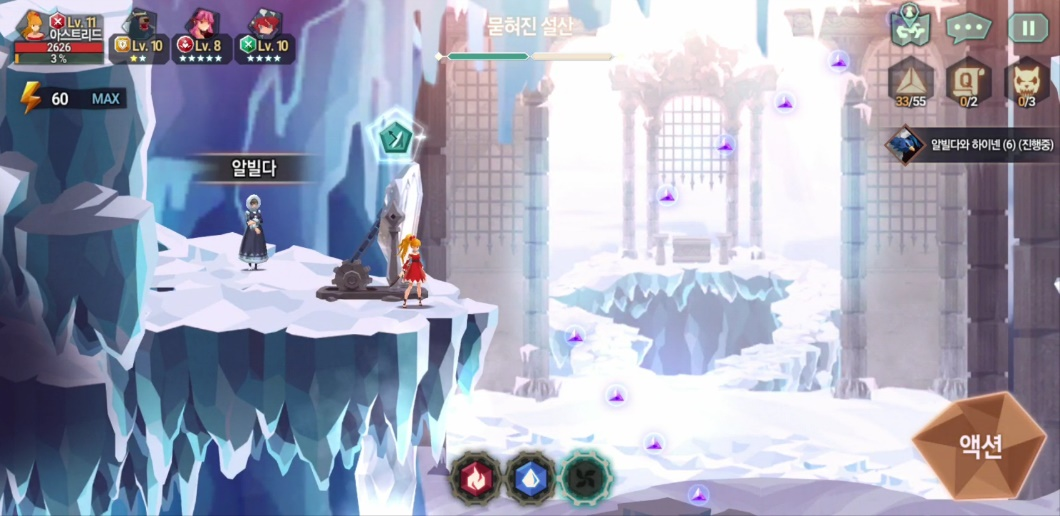 Lv. 11
아스트리드
2626
3 %
Lv. 10
Lv. 8
Lv. 10
묻혀진 설산
60 MAX
33/55
0/2
0/3
알빌다와 하이넨 (6) (진행중)
알빌다
액션